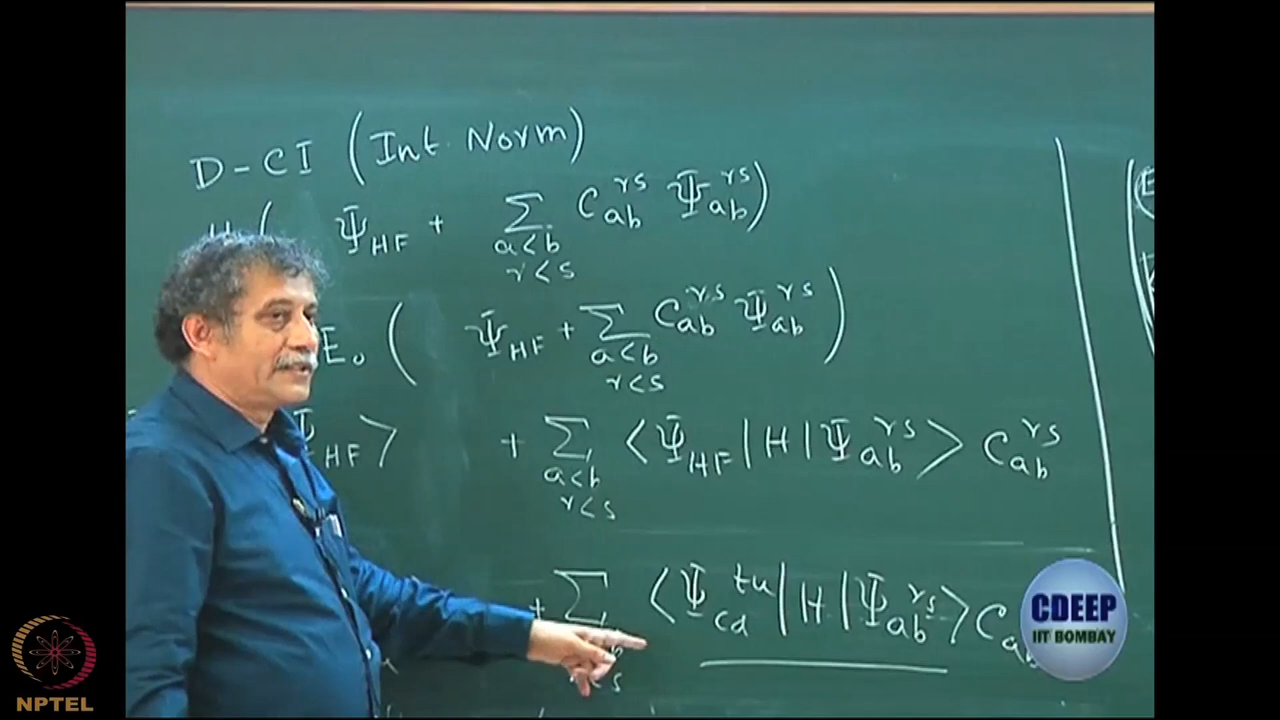 D-CI (Int. Norm)
H ( Ψ_HF + Σ_{a<b r<s} C_ab^rs Ψ_ab^rs )
E₀ ( Ψ_HF + Σ_{a<b r<s} C_ab^rs Ψ_ab^rs )
Ψ_HF > + Σ_{a<b r<s} <Ψ_HF | H | Ψ_ab^rs> C_ab^rs
+ Σ <Ψ_cd^tu | H | Ψ_ab^rs> C_ab
CDEEP
IIT BOMBAY
NPTEL